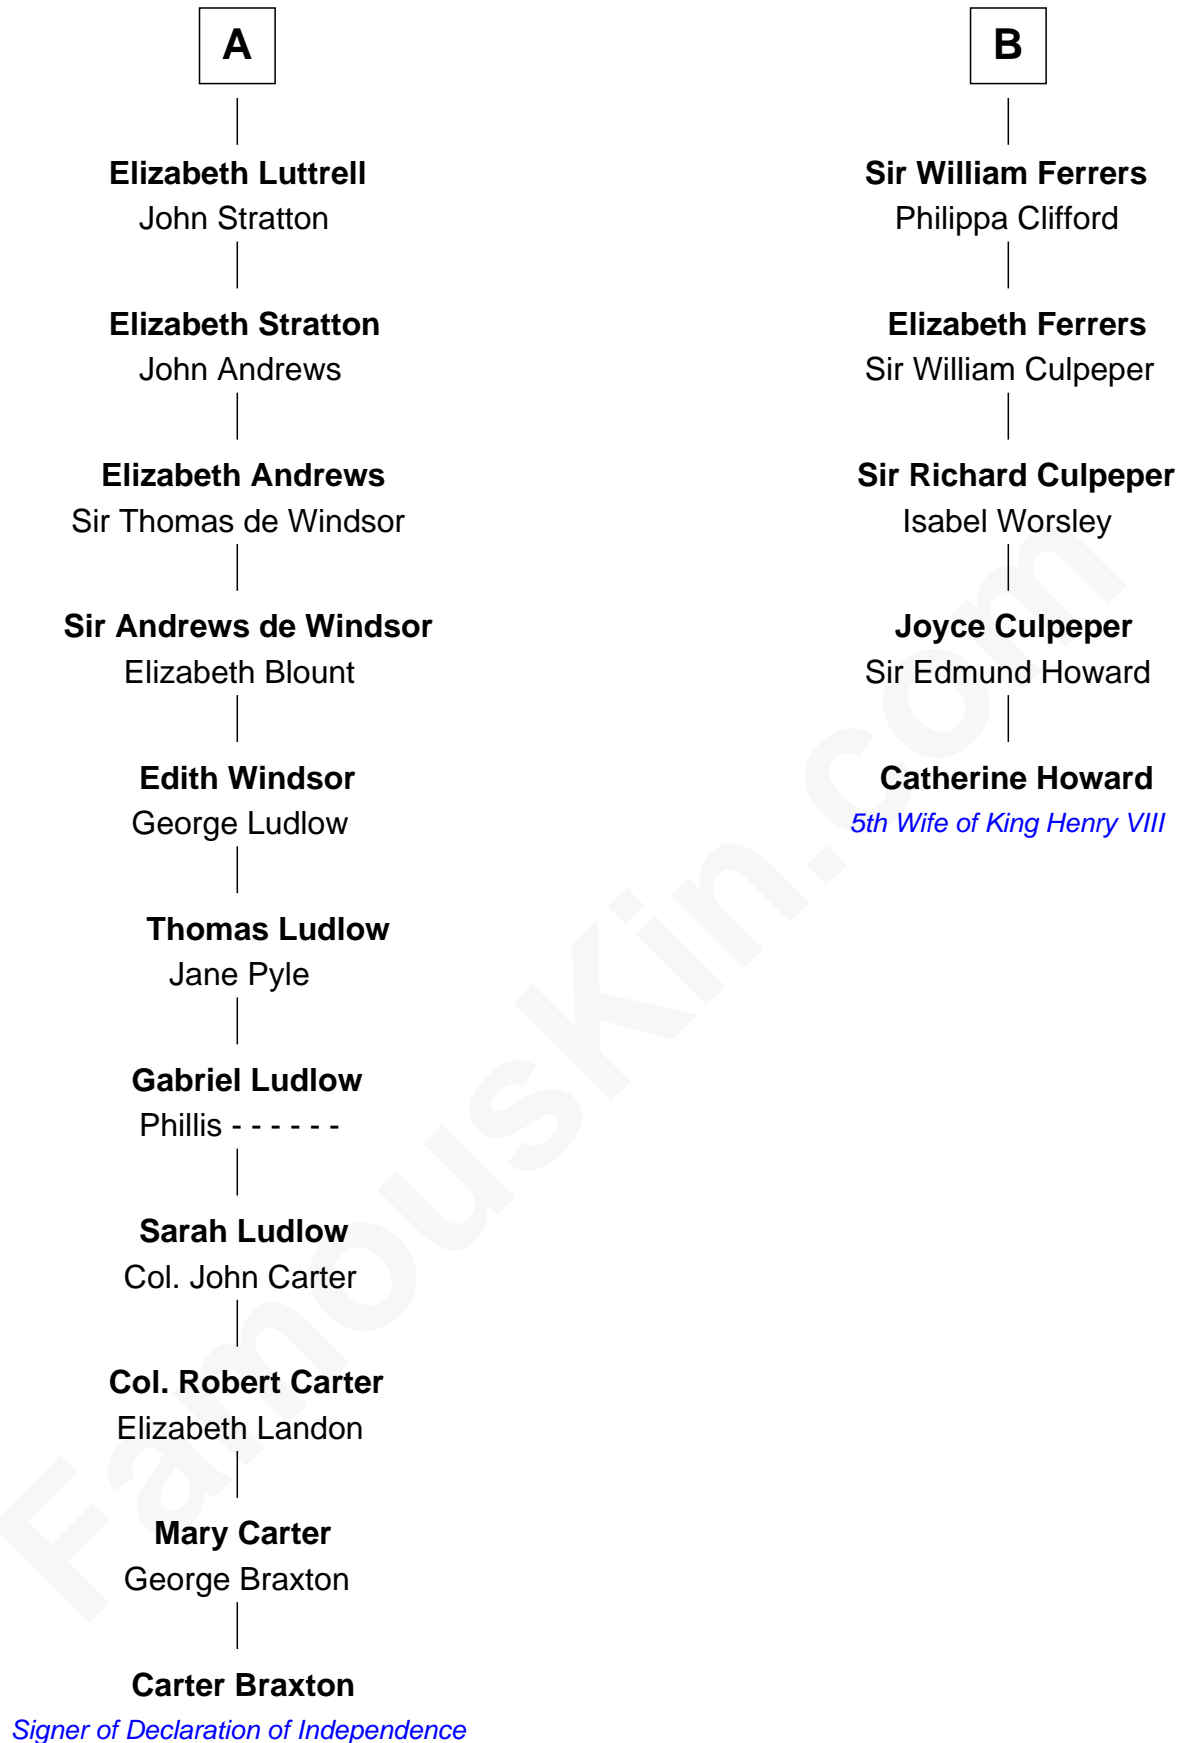 A
Elizabeth Luttrell
John Stratton
Elizabeth Stratton
John Andrews
Elizabeth Andrews
Sir Thomas de Windsor
Sir Andrews de Windsor
Elizabeth Blount
Edith Windsor
George Ludlow
Thomas Ludlow
Jane Pyle
Gabriel Ludlow
Phillis - - - - - -
Sarah Ludlow
Col. John Carter
Col. Robert Carter
Elizabeth Landon
Mary Carter
George Braxton
Carter Braxton
Signer of Declaration of Independence
B
Sir William Ferrers
Philippa Clifford
Elizabeth Ferrers
Sir William Culpeper
Sir Richard Culpeper
Isabel Worsley
Joyce Culpeper
Sir Edmund Howard
Catherine Howard
5th Wife of King Henry VIII
FamousKin.com